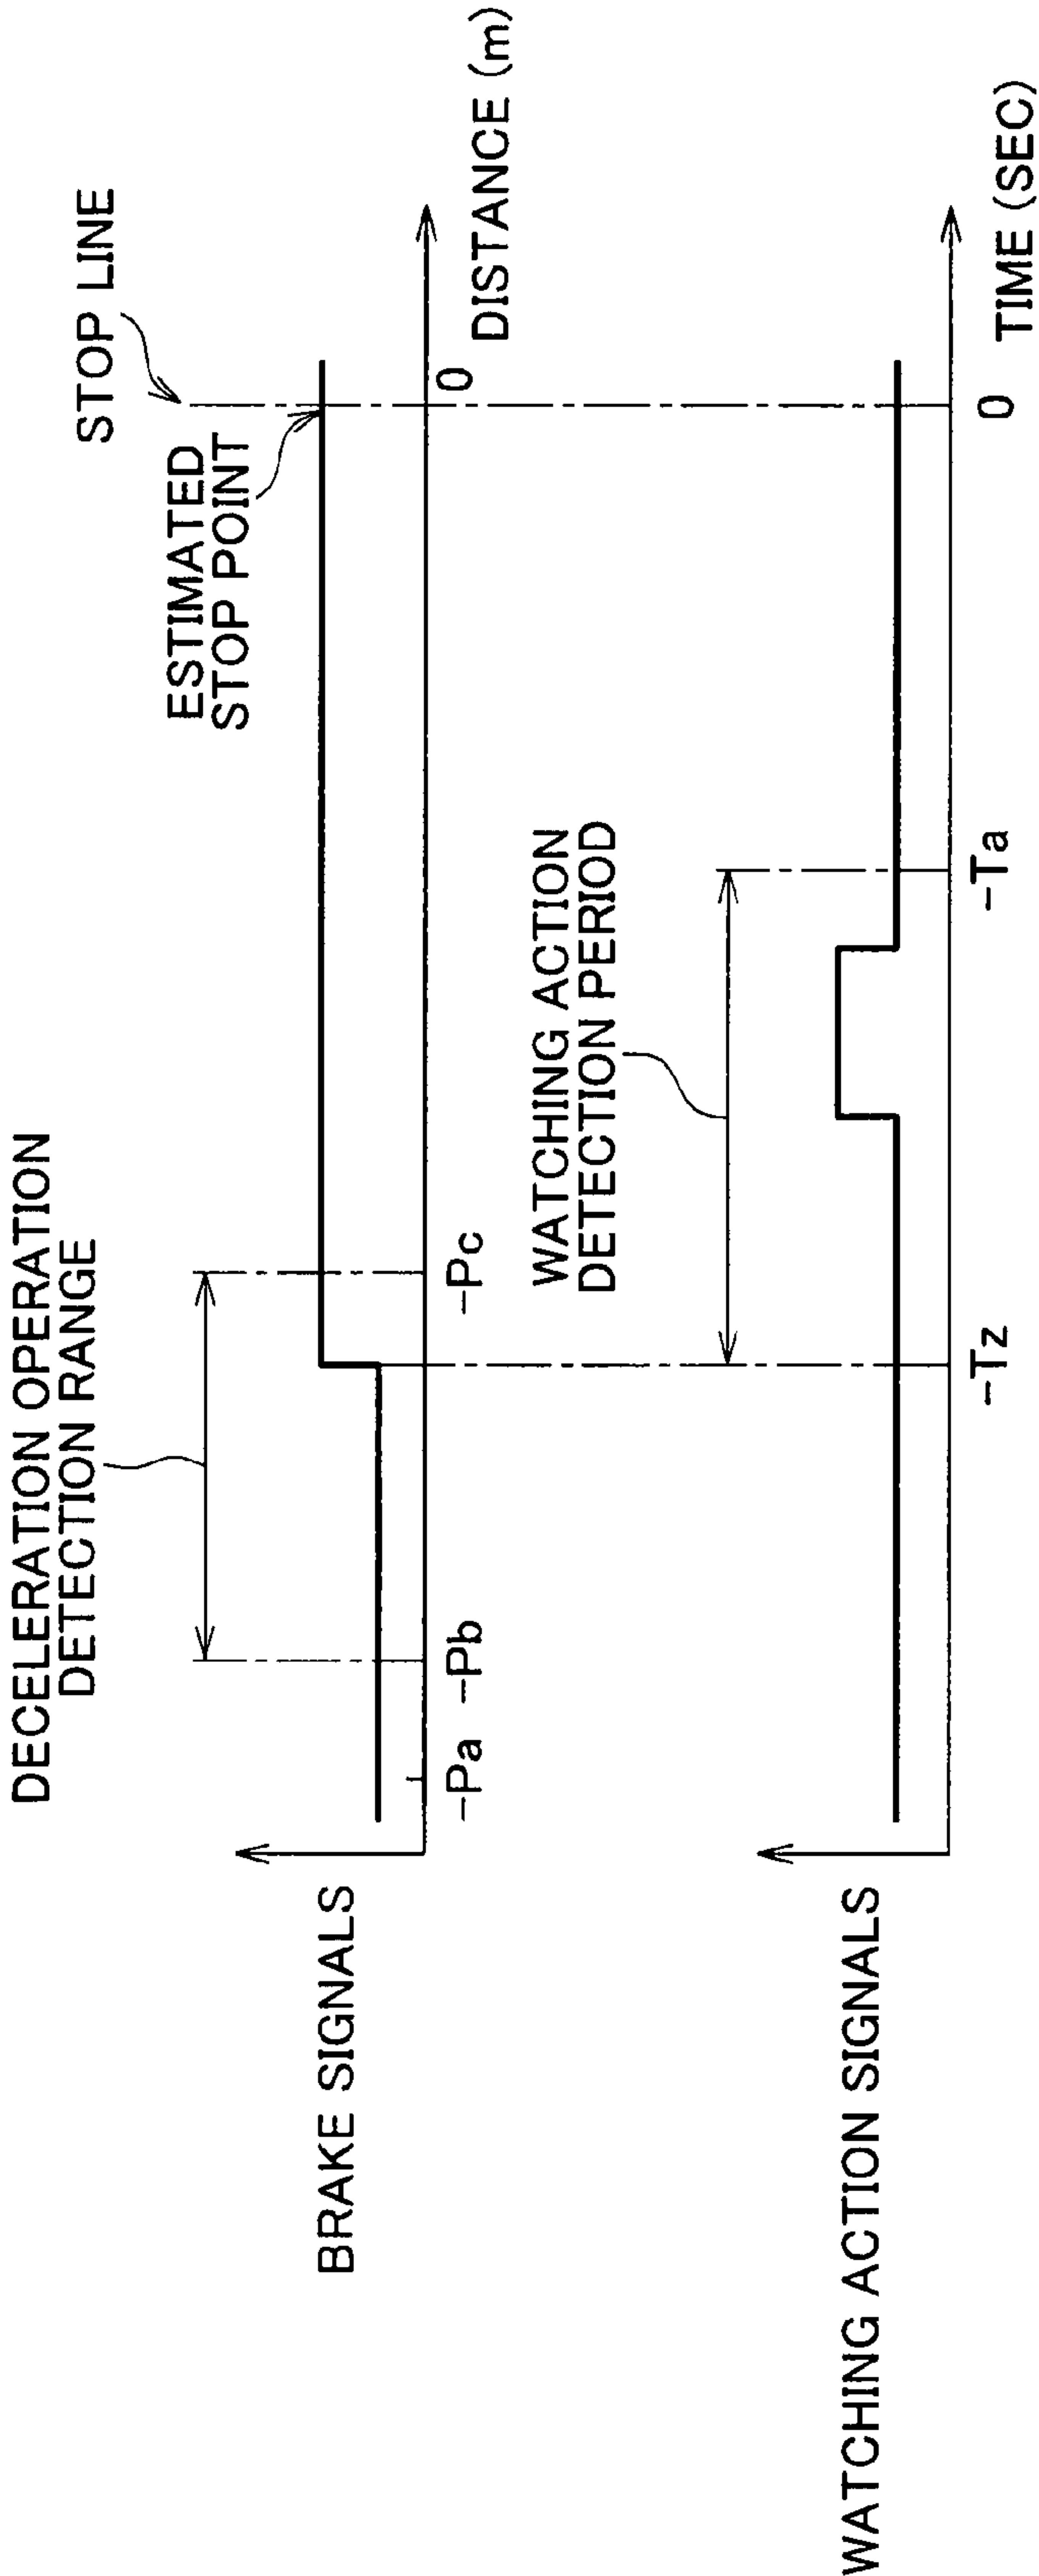 STOP LINE
DECELERATION OPERATION
DETECTION RANGE
ESTIMATED
STOP POINT
BRAKE SIGNALS
-Pa
-Pb
-Pc
0
DISTANCE (m)
WATCHING ACTION
DETECTION PERIOD
WATCHING ACTION SIGNALS
-Tz
-Ta
0
TIME (SEC)